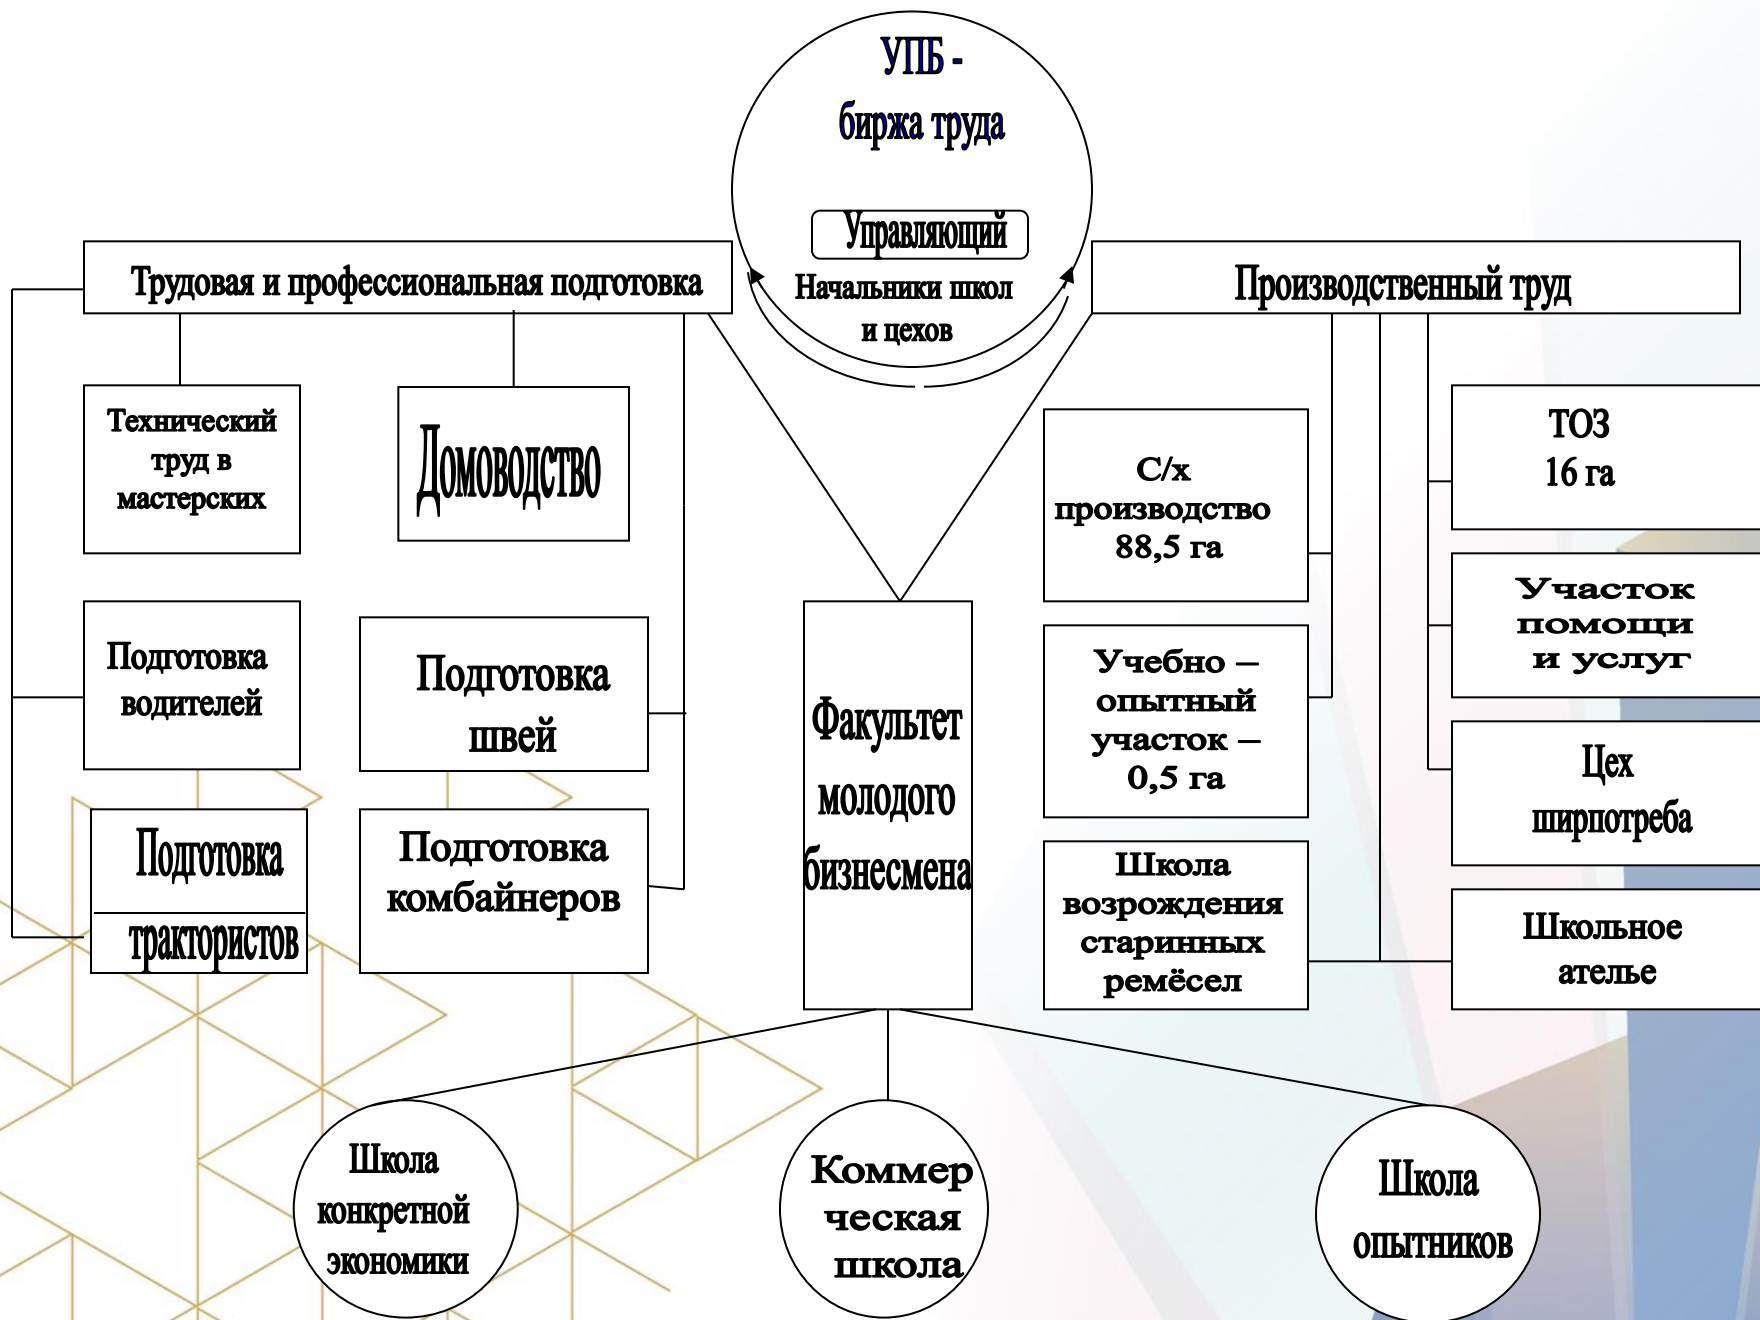 УПБ -
биржа труда
Управляющий
Начальники школ
и цехов
Трудовая и профессиональная подготовка
Производственный труд
Технический
труд в
мастерских
Домоводство
Подготовка
водителей
Подготовка
швей
Подготовка
трактористов
Подготовка
комбайнеров
Факультет
молодого
бизнесмена
С/х
производство
88,5 га
Учебно –
опытный
участок –
0,5 га
Школа
возрождения
старинных
ремёсел
ТОЗ
16 га
Участок
помощи
и услуг
Цех
ширпотреба
Школьное
ателье
Школа
конкретной
экономики
Коммер
ческая
школа
Школа
опытников